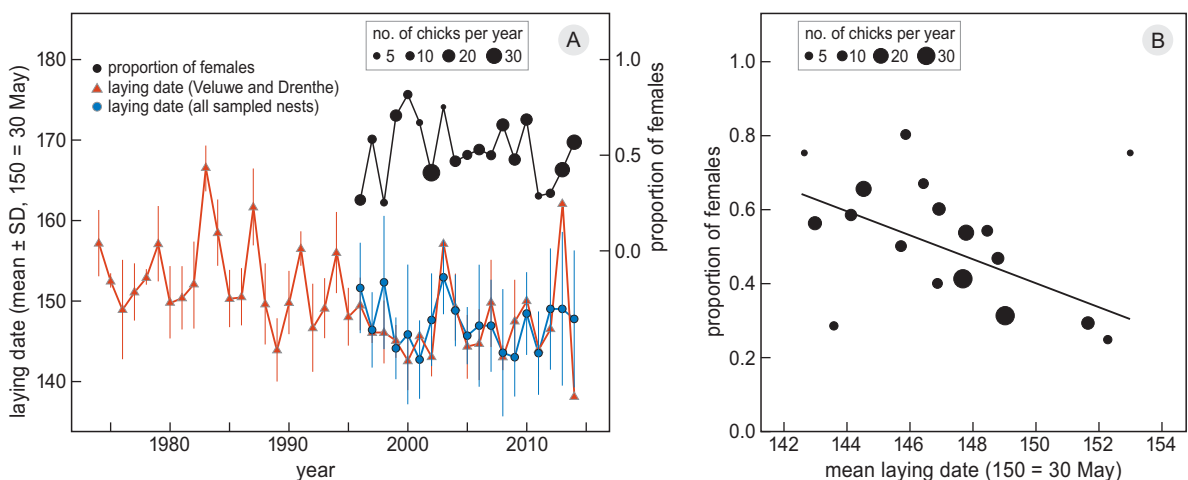 no. of chicks per year
5 10 20 30
A
proportion of females
laying date (Veluwe and Drenthe)
laying date (all sampled nests)
180
170
160
150
140
laying date (mean ± SD, 150 = 30 May)
1.0
0.5
0.0
proportion of females
1980 1990 2000 2010
year
no. of chicks per year
5 10 20 30
B
1.0
0.8
0.6
0.4
0.2
0.0
proportion of females
142 144 146 148 150 152 154
mean laying date (150 = 30 May)